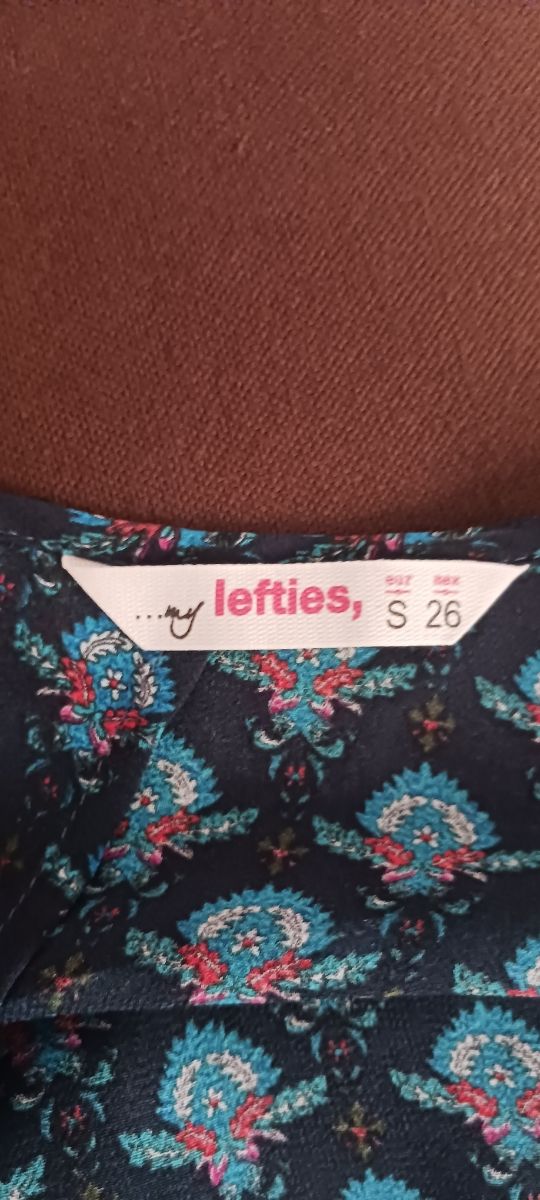 ...my lefties,
eur mex
S 26